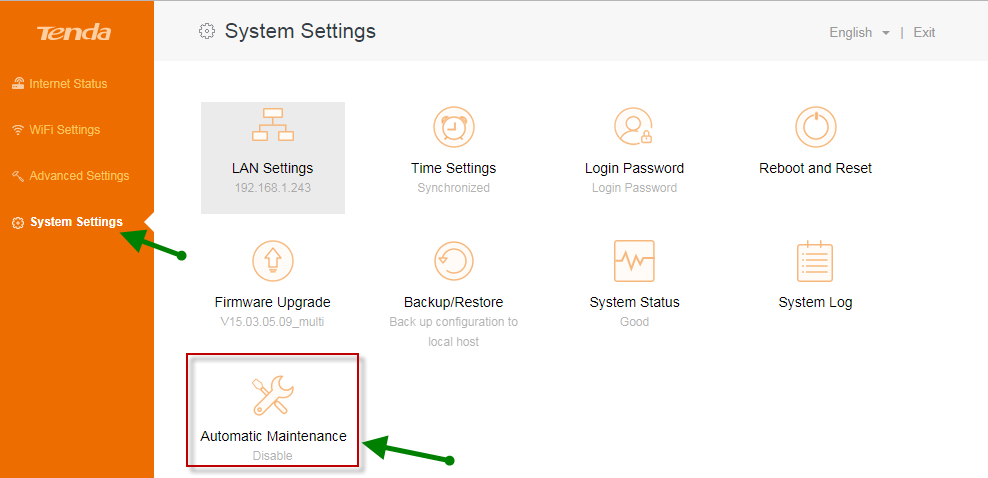 Tenda
System Settings
English | Exit
Internet Status
WiFi Settings
Advanced Settings
System Settings
LAN Settings
192.168.1.243
Time Settings
Synchronized
Login Password
Login Password
Reboot and Reset
Firmware Upgrade
V15.03.05.09_multi
Backup/Restore
Back up configuration to
local host
System Status
Good
System Log
Automatic Maintenance
Disable